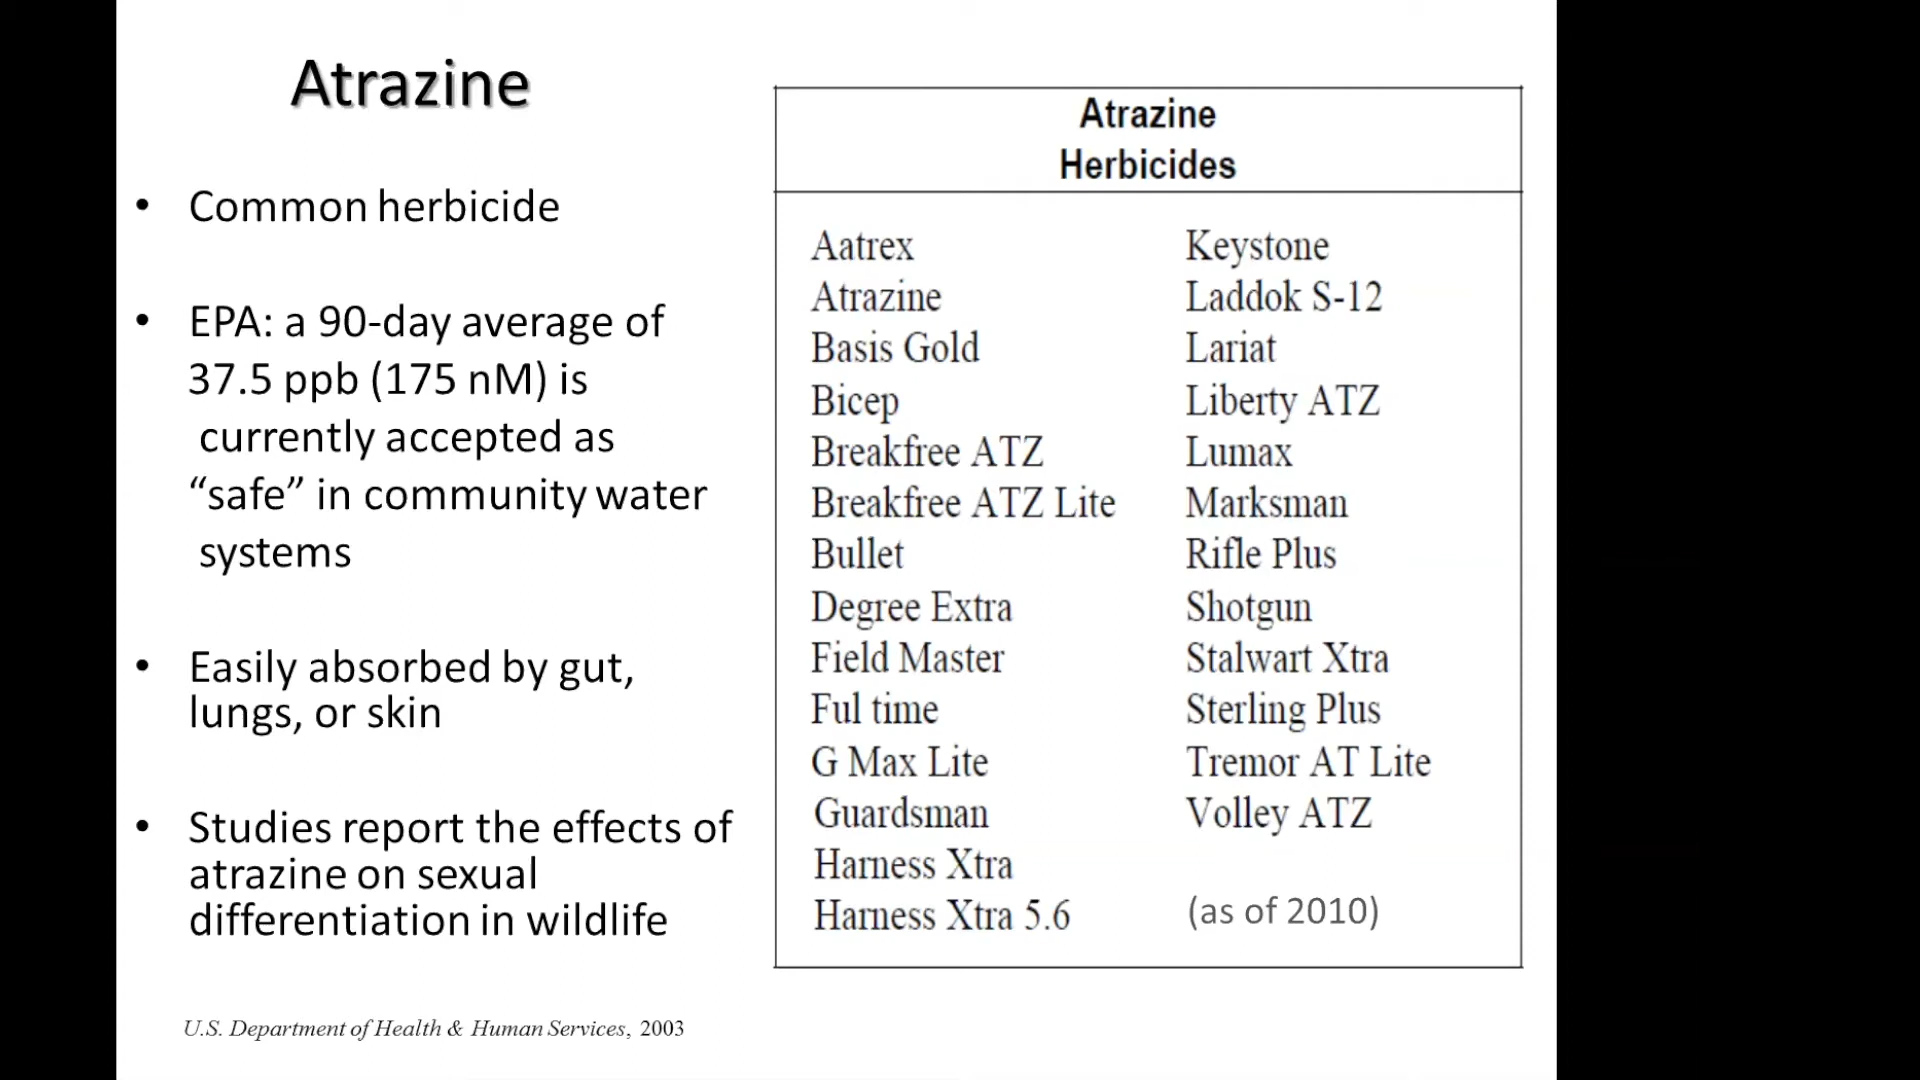 Atrazine
• Common herbicide
• EPA: a 90-day average of
37.5 ppb (175 nM) is
currently accepted as
“safe” in community water
systems
• Easily absorbed by gut,
lungs, or skin
• Studies report the effects of
atrazine on sexual
differentiation in wildlife
U.S. Department of Health & Human Services, 2003
Atrazine
Herbicides
Aatrex
Atrazine
Basis Gold
Bicep
Breakfree ATZ
Breakfree ATZ Lite
Bullet
Degree Extra
Field Master
Ful time
G Max Lite
Guardsman
Harness Xtra
Harness Xtra 5.6
Keystone
Laddok S-12
Lariat
Liberty ATZ
Lumax
Marksman
Rifle Plus
Shotgun
Stalwart Xtra
Sterling Plus
Tremor AT Lite
Volley ATZ
(as of 2010)